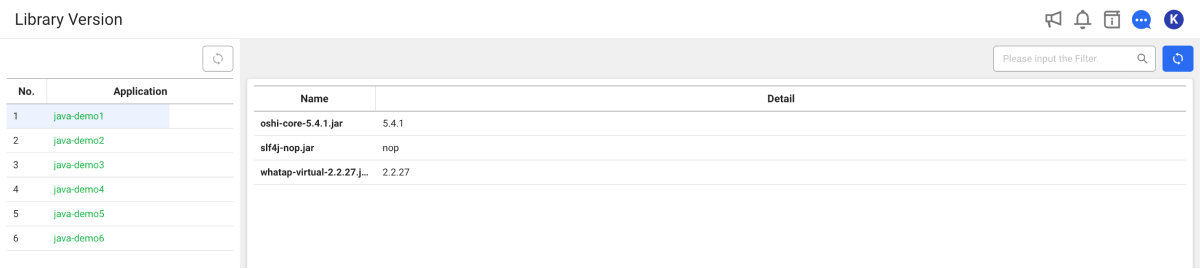 Library Version
K
Please input the Filter.
No. Application
1 java-demo1
2 java-demo2
3 java-demo3
4 java-demo4
5 java-demo5
6 java-demo6
Name Detail
oshi-core-5.4.1.jar 5.4.1
slf4j-nop.jar nop
whatap-virtual-2.2.27.j... 2.2.27